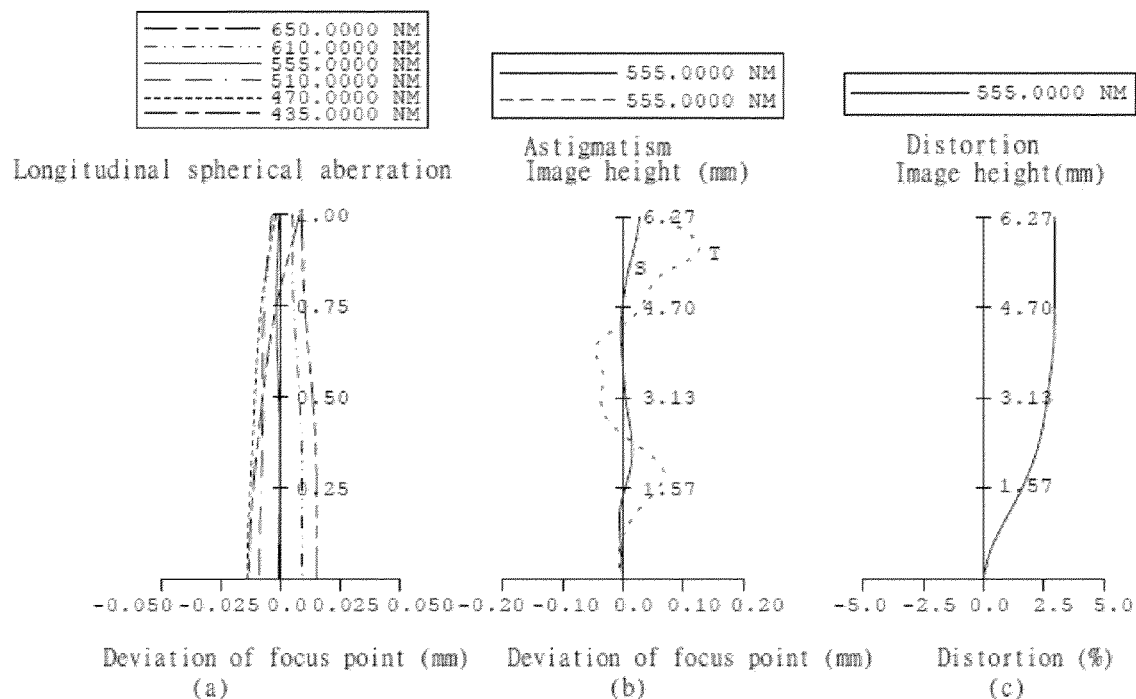 650.0000 NM
610.0000 NM
555.0000 NM
510.0000 NM
470.0000 NM
435.0000 NM
Longitudinal spherical aberration
1.00
0.75
0.50
0.25
-0.050 -0.025 0.0 0.025 0.050
Deviation of focus point (mm)
(a)
555.0000 NM
555.0000 NM
Astigmatism
Image height (mm)
6.27
T
S
4.70
3.13
1.57
-0.20 -0.10 0.0 0.10 0.20
Deviation of focus point (mm)
(b)
555.0000 NM
Distortion
Image height(mm)
6.27
4.70
3.13
1.57
-5.0 -2.5 0.0 2.5 5.0
Distortion (%)
(c)